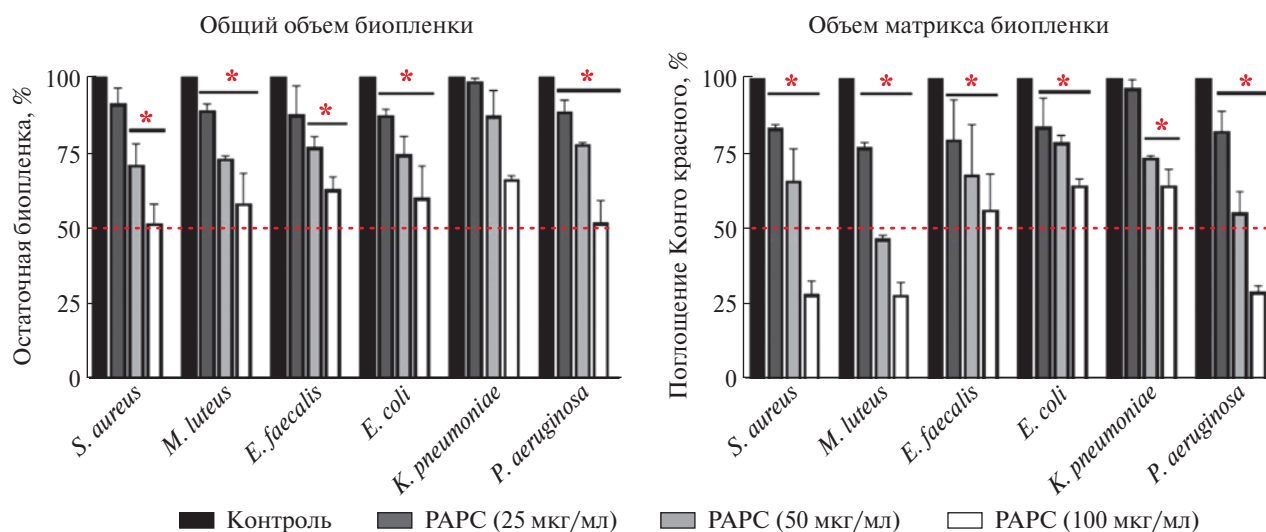 Общий объем биопленки
Остаточная биопленка, %
100
75
50
25
0
*
*
*
*
*
S. aureus
M. luteus
E. faecalis
E. coli
K. pneumoniae
P. aeruginosa
Объем матрикса биопленки
Поглощение Конго красного, %
100
75
50
25
0
*
*
*
*
*
*
S. aureus
M. luteus
E. faecalis
E. coli
K. pneumoniae
P. aeruginosa
Контроль
PAPC (25 мкг/мл)
PAPC (50 мкг/мл)
PAPC (100 мкг/мл)